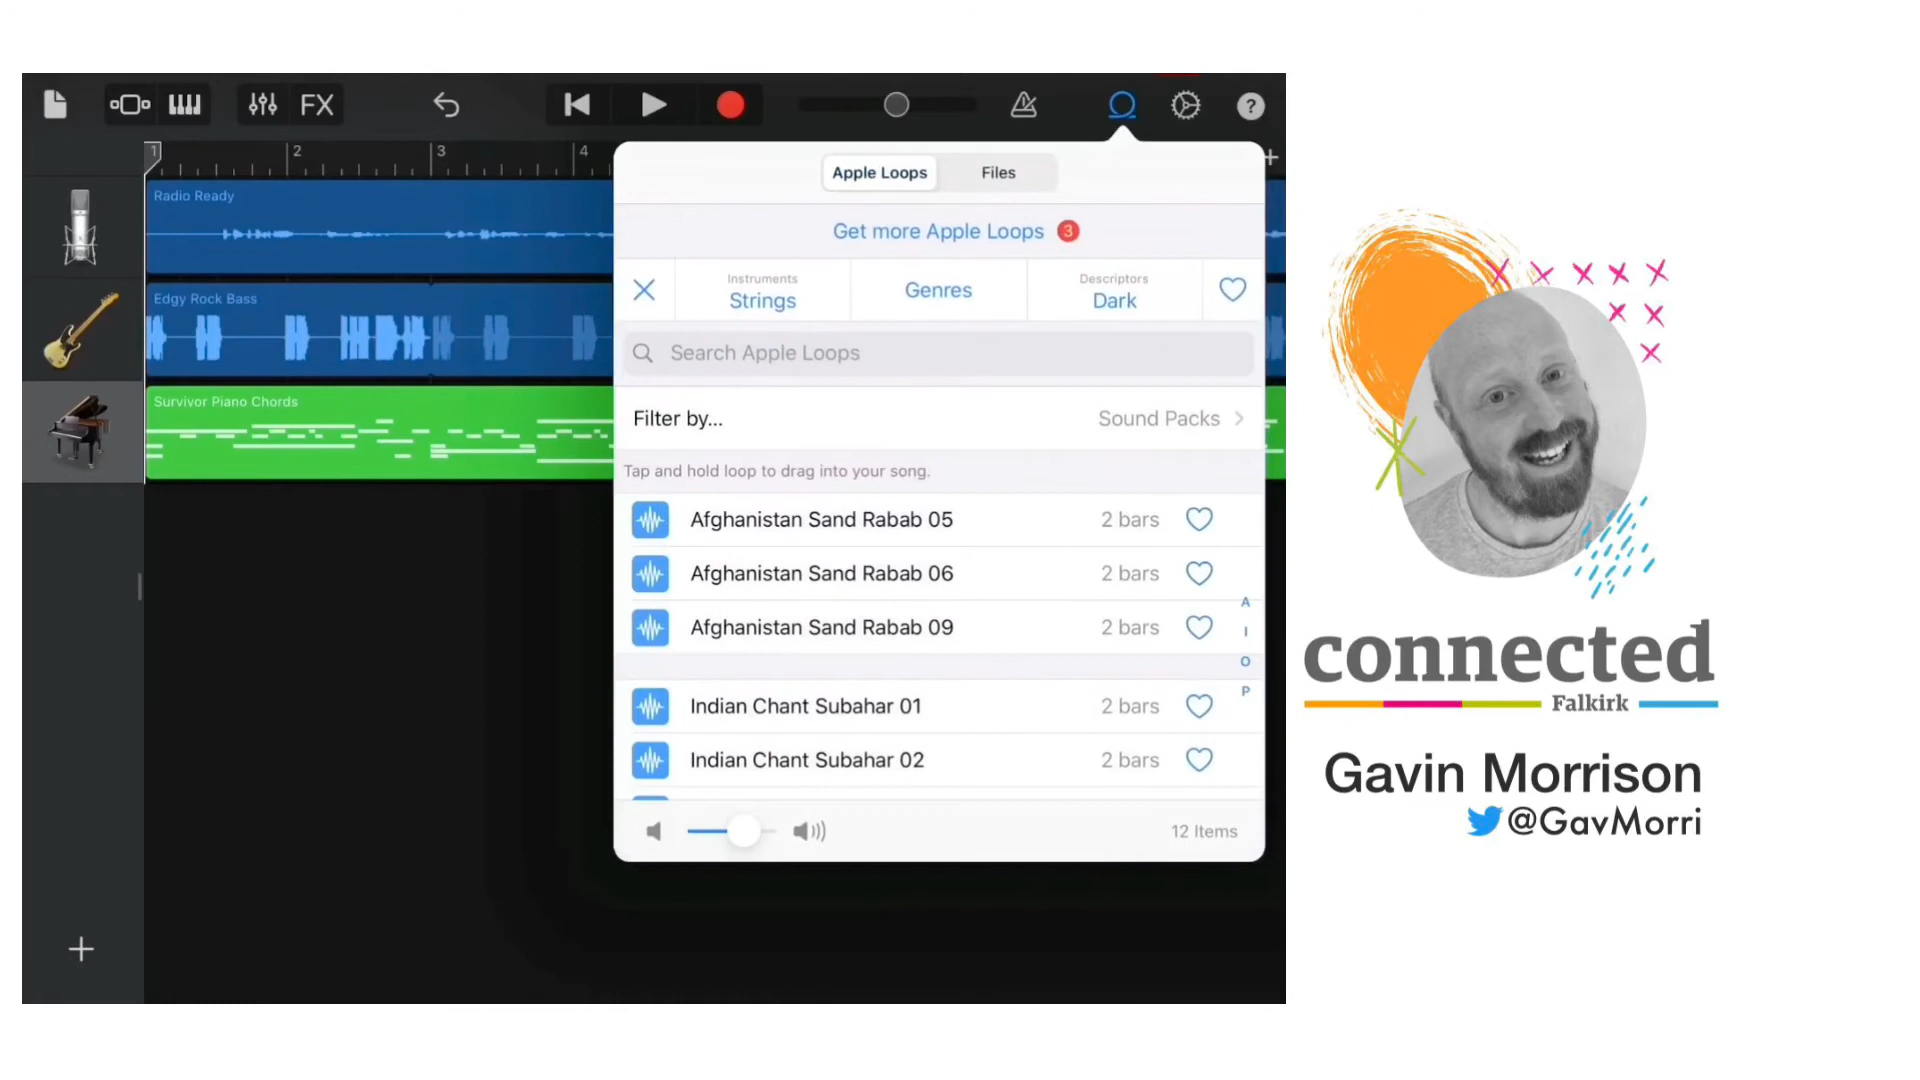 FX
?
1
2
3
4
Radio Ready
Edgy Rock Bass
Survivor Piano Chords
Apple Loops
Files
Get more Apple Loops 3
Instruments
Strings
Genres
Descriptors
Dark
Search Apple Loops
Filter by...
Sound Packs
Tap and hold loop to drag into your song.
Afghanistan Sand Rabab 05 2 bars
Afghanistan Sand Rabab 06 2 bars
Afghanistan Sand Rabab 09 2 bars
Indian Chant Subahar 01 2 bars
Indian Chant Subahar 02 2 bars
A
I
O
P
12 Items
connected
Falkirk
Gavin Morrison
@GavMorri